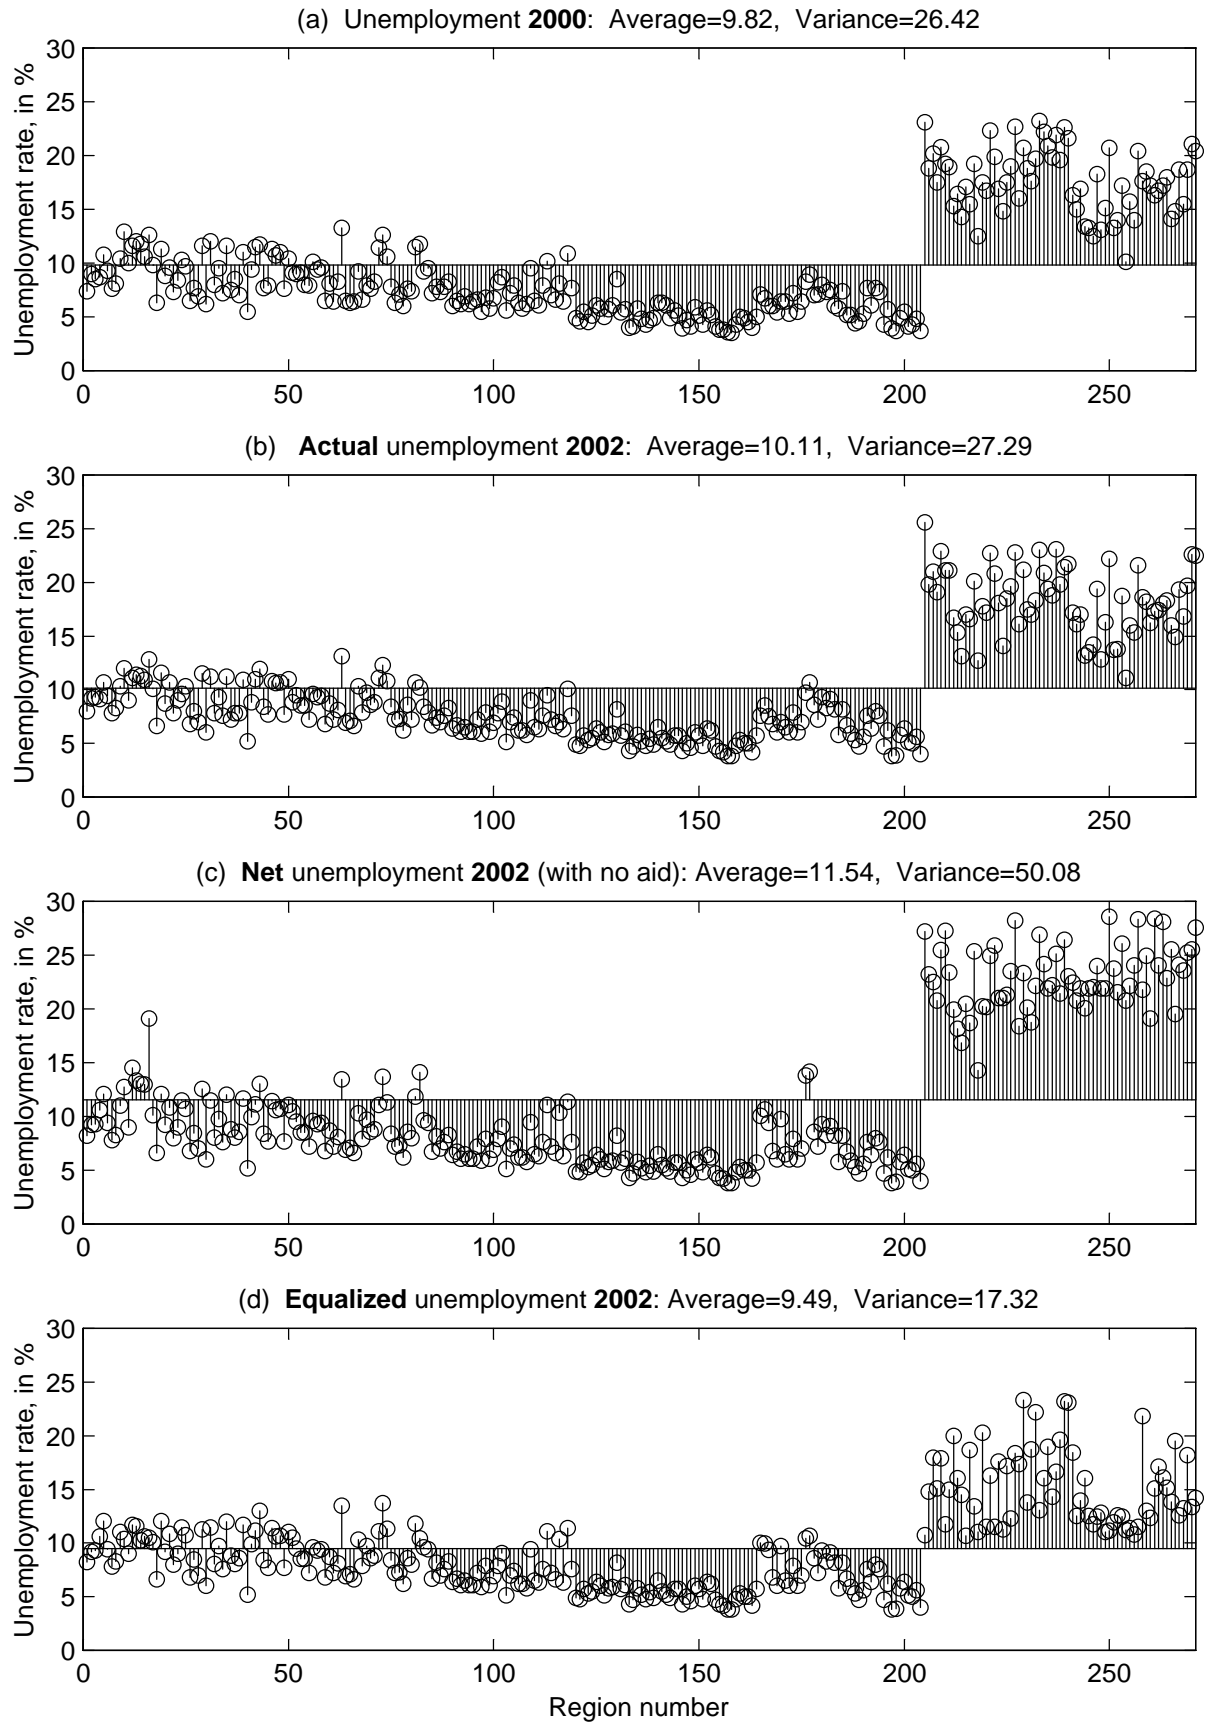 (a) Unemployment 2000: Average=9.82, Variance=26.42
30
25
20
15
10
5
0
Unemployment rate, in %
0 50 100 150 200 250
(b) Actual unemployment 2002: Average=10.11, Variance=27.29
30
25
20
15
10
5
0
Unemployment rate, in %
0 50 100 150 200 250
(c) Net unemployment 2002 (with no aid): Average=11.54, Variance=50.08
30
25
20
15
10
5
0
Unemployment rate, in %
0 50 100 150 200 250
(d) Equalized unemployment 2002: Average=9.49, Variance=17.32
30
25
20
15
10
5
0
Unemployment rate, in %
0 50 100 150 200 250
Region number